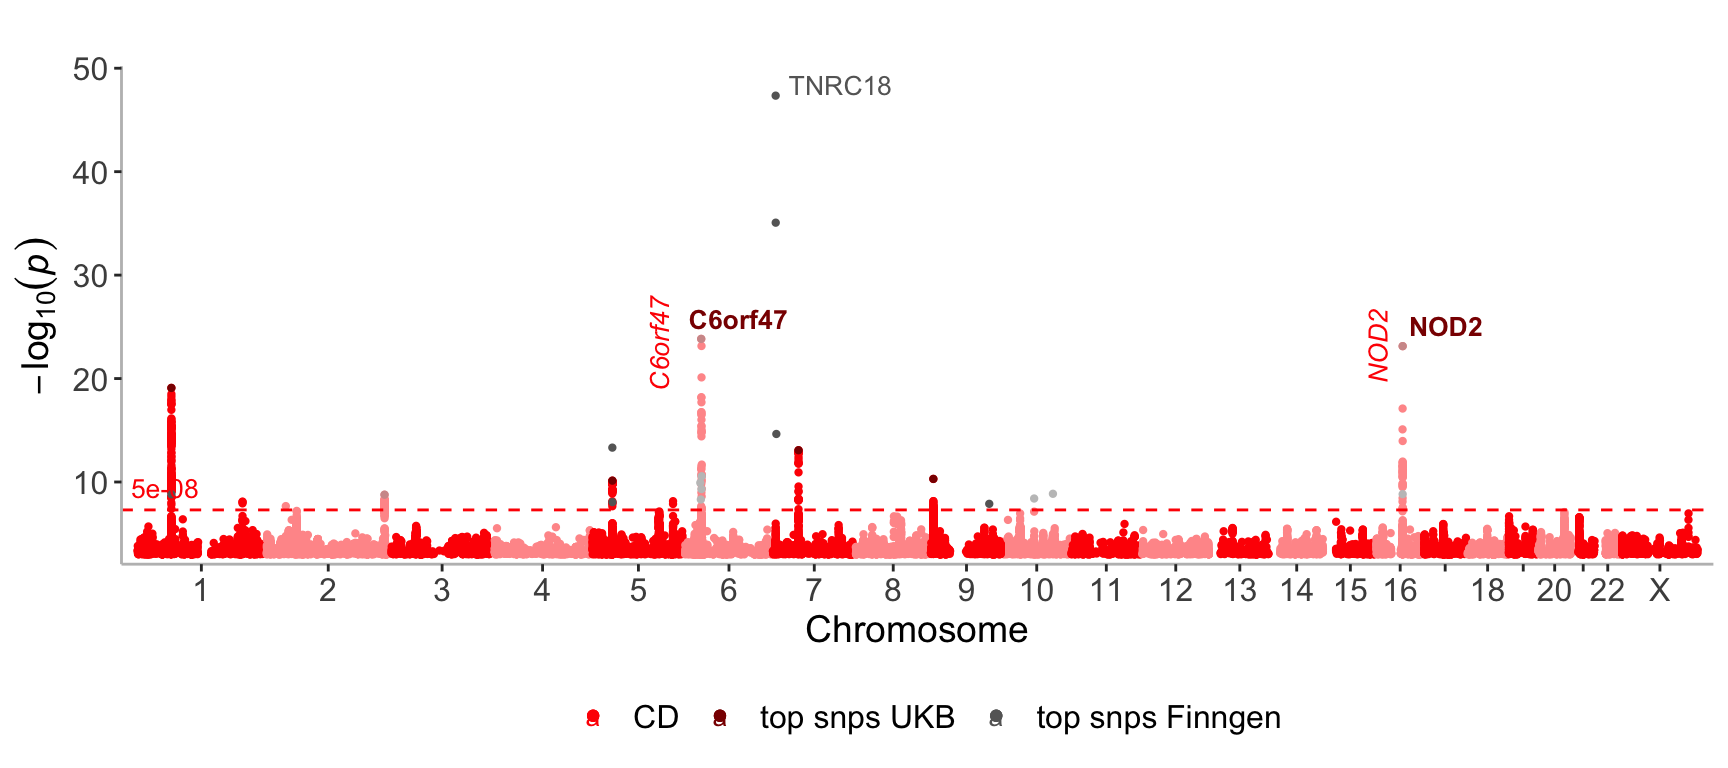 50
40
30
20
10
−log10(p)
TNRC18
C6orf47
C6orf47
NOD2
NOD2
5e-08
1 2 3 4 5 6 7 8 9 10 11 12 13 14 15 16 18 20 22 X
Chromosome
a CD a top snps UKB a top snps Finngen